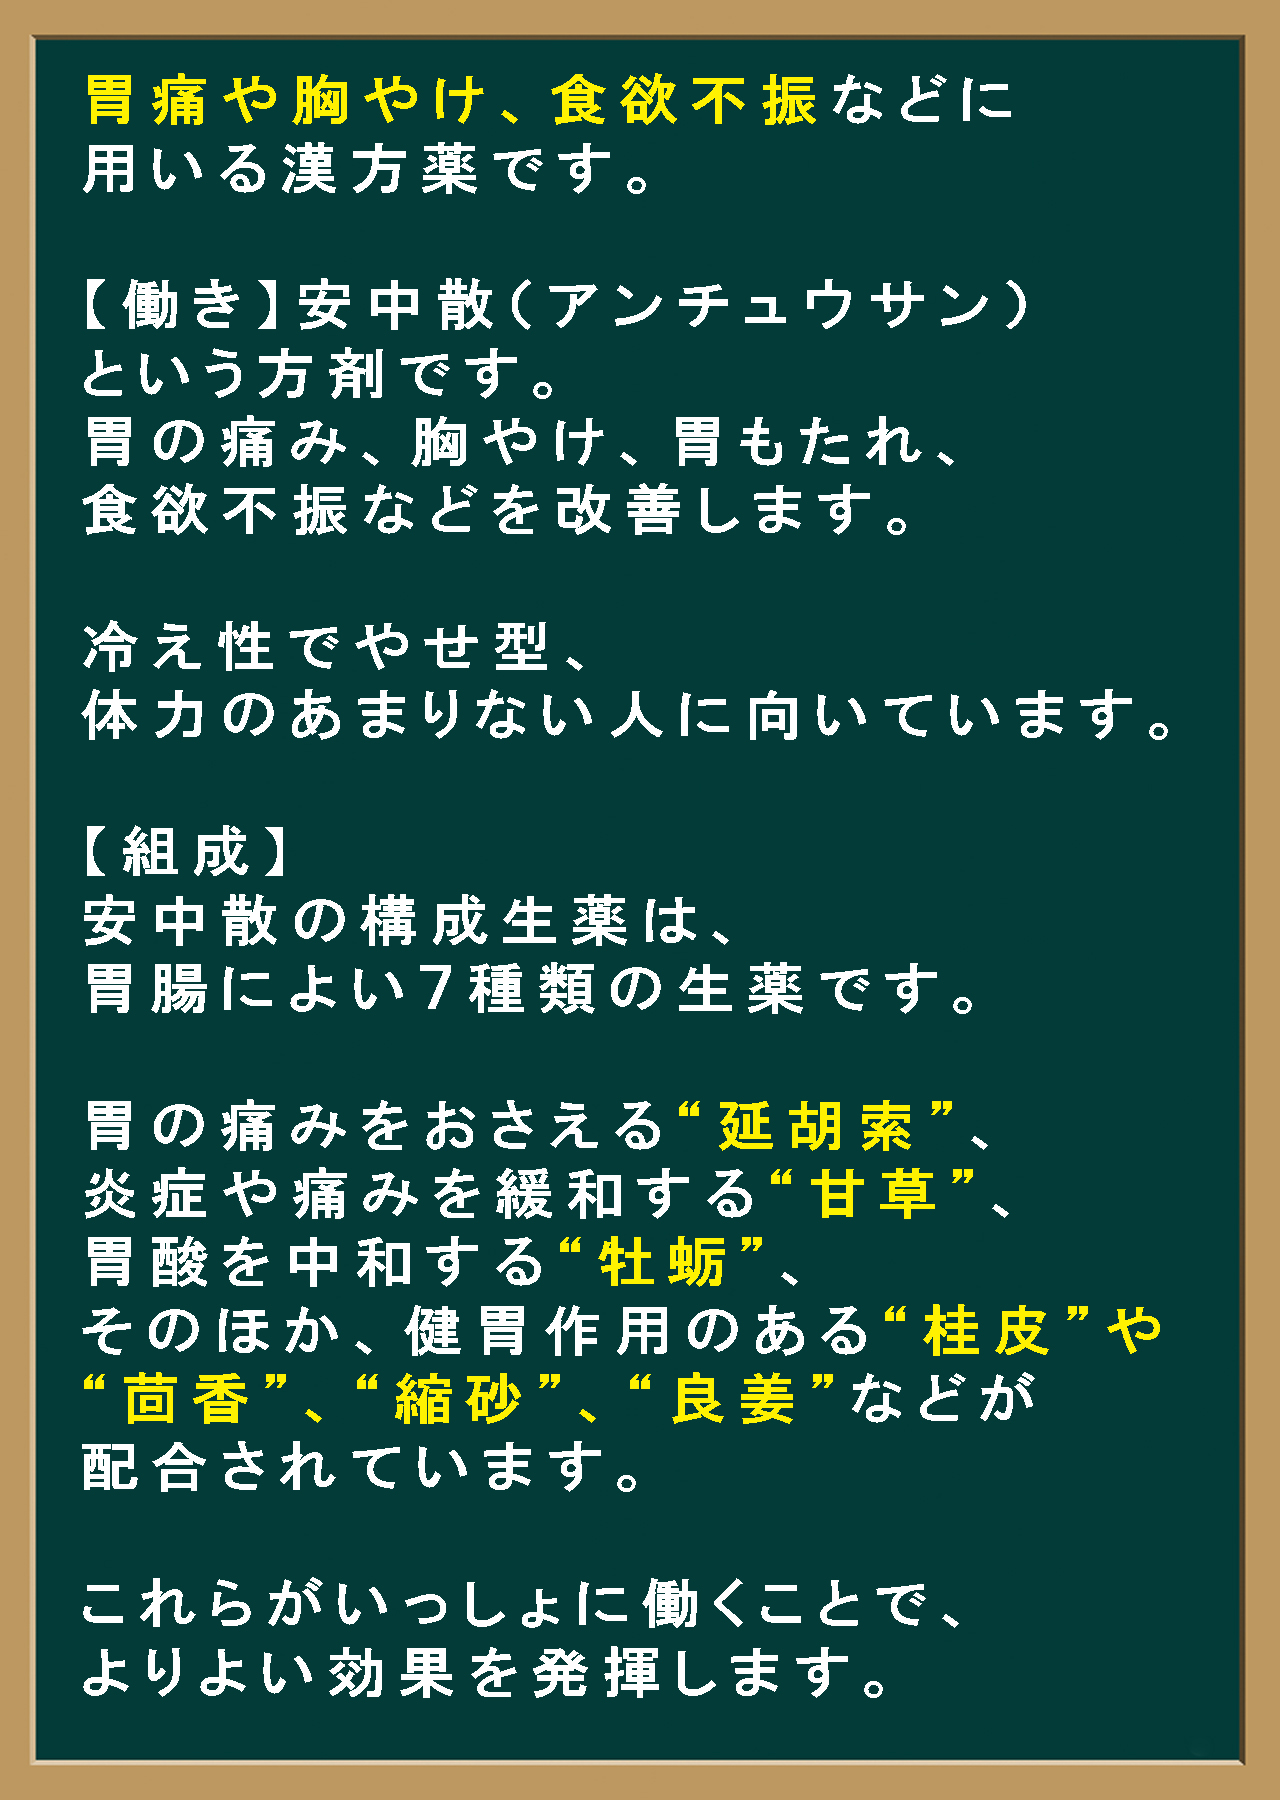 胃痛や胸やけ、食欲不振などに
用いる漢方薬です。
【働き】安中散(アンチュウサン)
という方剤です。
胃の痛み、胸やけ、胃もたれ、
食欲不振などを改善します。
冷え性でやせ型、
体力のあまりない人に向いています。
【組成】
安中散の構成生薬は、
胃腸によい7種類の生薬です。
胃の痛みをおさえる“延胡索”、
炎症や痛みを緩和する“甘草”、
胃酸を中和する“牡蛎”、
そのほか、健胃作用のある“桂皮”や
“茴香”、“縮砂”、“良姜”などが
配合されています。
これらがいっしょに働くことで、
よりよい効果を発揮します。